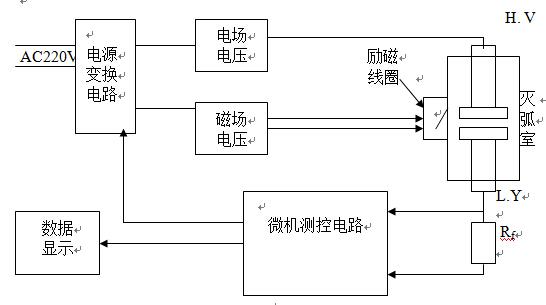 H. V
AC220V
电源
变换
电路
电场
电压
励磁
线圈
磁场
电压
灭
弧
室
L.Y
微机测控电路
Rf
数据
显示